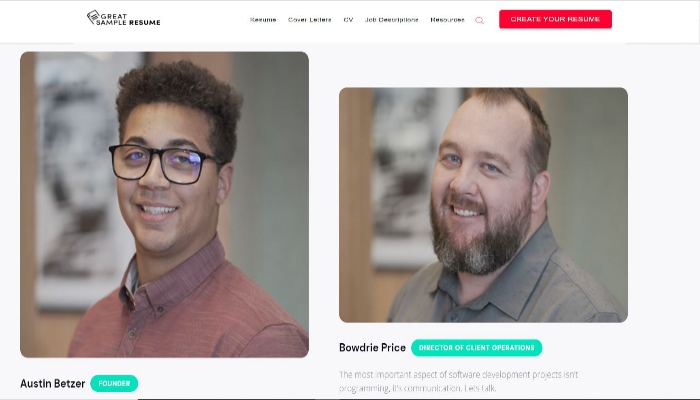 GREAT
SAMPLE RESUME
Resume Cover Letters CV Job Descriptions Resources
CREATE YOUR RESUME
Bowdrie Price DIRECTOR OF CLIENT OPERATIONS
The most important aspect of software development projects isn't
programming, it's communication. Lets talk.
Austin Betzer FOUNDER